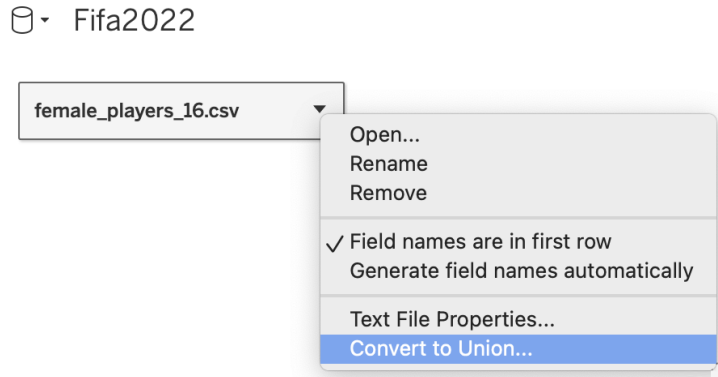 Fifa2022
female_players_16.csv
Open...
Rename
Remove
Field names are in first row
Generate field names automatically
Text File Properties...
Convert to Union...